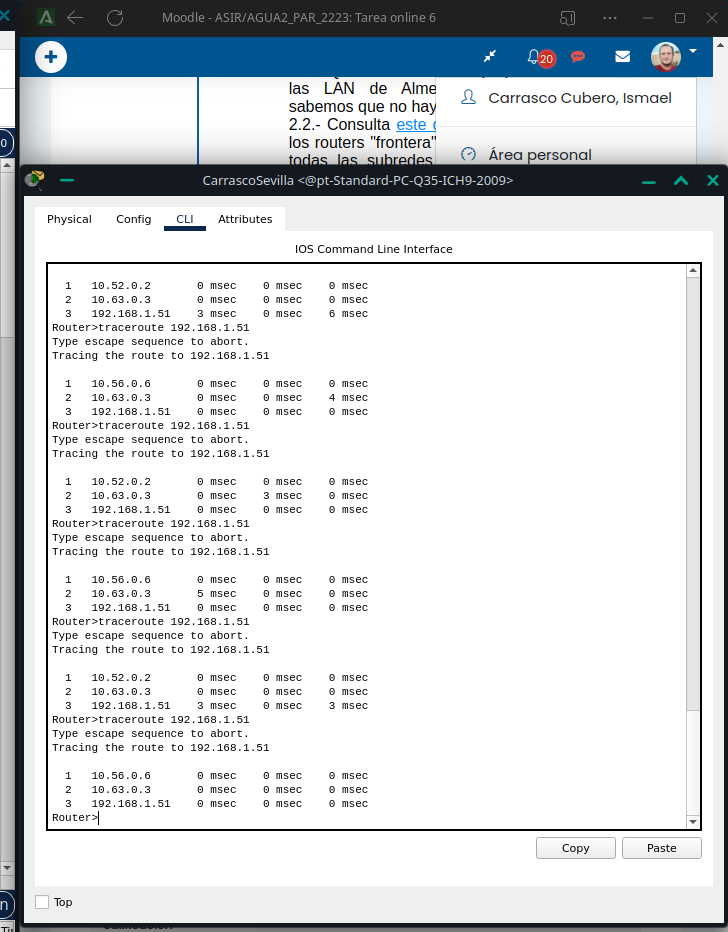 Moodle - ASIR/AGUA2_PAR_2223: Tarea online 6
20
las LAN de Alme
sabemos que no hay
2.2.- Consulta este
los routers "frontera"
todas las subredes
Carrasco Cubero, Ismael
Área personal
CarrascoSevilla <@pt-Standard-PC-Q35-ICH9-2009>
Physical Config CLI Attributes
IOS Command Line Interface
1 10.52.0.2 0 msec 0 msec 0 msec
2 10.63.0.3 0 msec 0 msec 0 msec
3 192.168.1.51 3 msec 0 msec 6 msec
Router>traceroute 192.168.1.51
Type escape sequence to abort.
Tracing the route to 192.168.1.51
1 10.56.0.6 0 msec 0 msec 0 msec
2 10.63.0.3 0 msec 0 msec 4 msec
3 192.168.1.51 0 msec 0 msec 0 msec
Router>traceroute 192.168.1.51
Type escape sequence to abort.
Tracing the route to 192.168.1.51
1 10.52.0.2 0 msec 0 msec 0 msec
2 10.63.0.3 0 msec 3 msec 0 msec
3 192.168.1.51 0 msec 0 msec 0 msec
Router>traceroute 192.168.1.51
Type escape sequence to abort.
Tracing the route to 192.168.1.51
1 10.56.0.6 0 msec 0 msec 0 msec
2 10.63.0.3 5 msec 0 msec 0 msec
3 192.168.1.51 0 msec 0 msec 0 msec
Router>traceroute 192.168.1.51
Type escape sequence to abort.
Tracing the route to 192.168.1.51
1 10.52.0.2 0 msec 0 msec 0 msec
2 10.63.0.3 0 msec 0 msec 0 msec
3 192.168.1.51 3 msec 0 msec 3 msec
Router>traceroute 192.168.1.51
Type escape sequence to abort.
Tracing the route to 192.168.1.51
1 10.56.0.6 0 msec 0 msec 0 msec
2 10.63.0.3 0 msec 0 msec 0 msec
3 192.168.1.51 0 msec 0 msec 0 msec
Router>
Copy Paste
Top